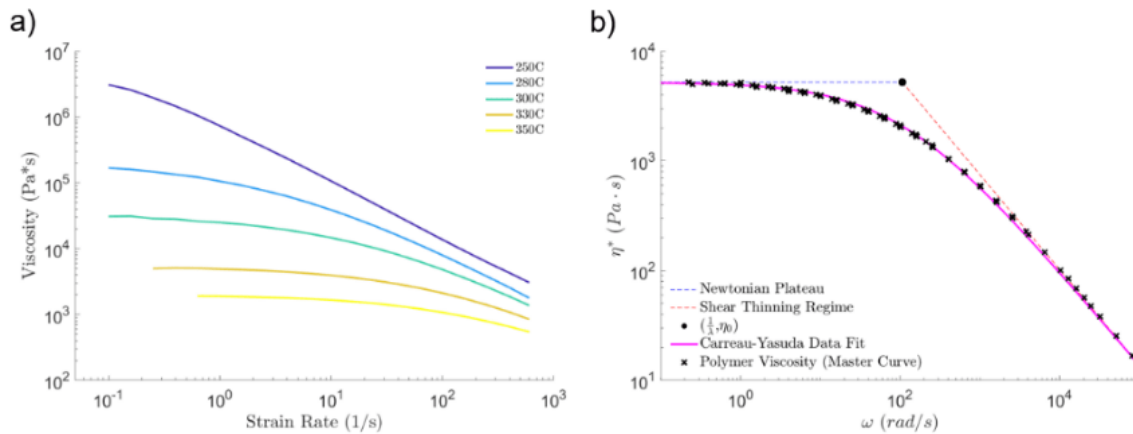 a)
10^7
10^6
10^5
10^4
10^3
10^2
Viscosity (Pa*s)
10^-1
10^0
10^1
10^2
10^3
Strain Rate (1/s)
250C
280C
300C
330C
350C
b)
10^4
10^3
10^2
10^1
η* (Pa · s)
10^0
10^2
10^4
ω (rad/s)
Newtonian Plateau
Shear Thinning Regime
(1/λ,η0)
Carreau-Yasuda Data Fit
Polymer Viscosity (Master Curve)